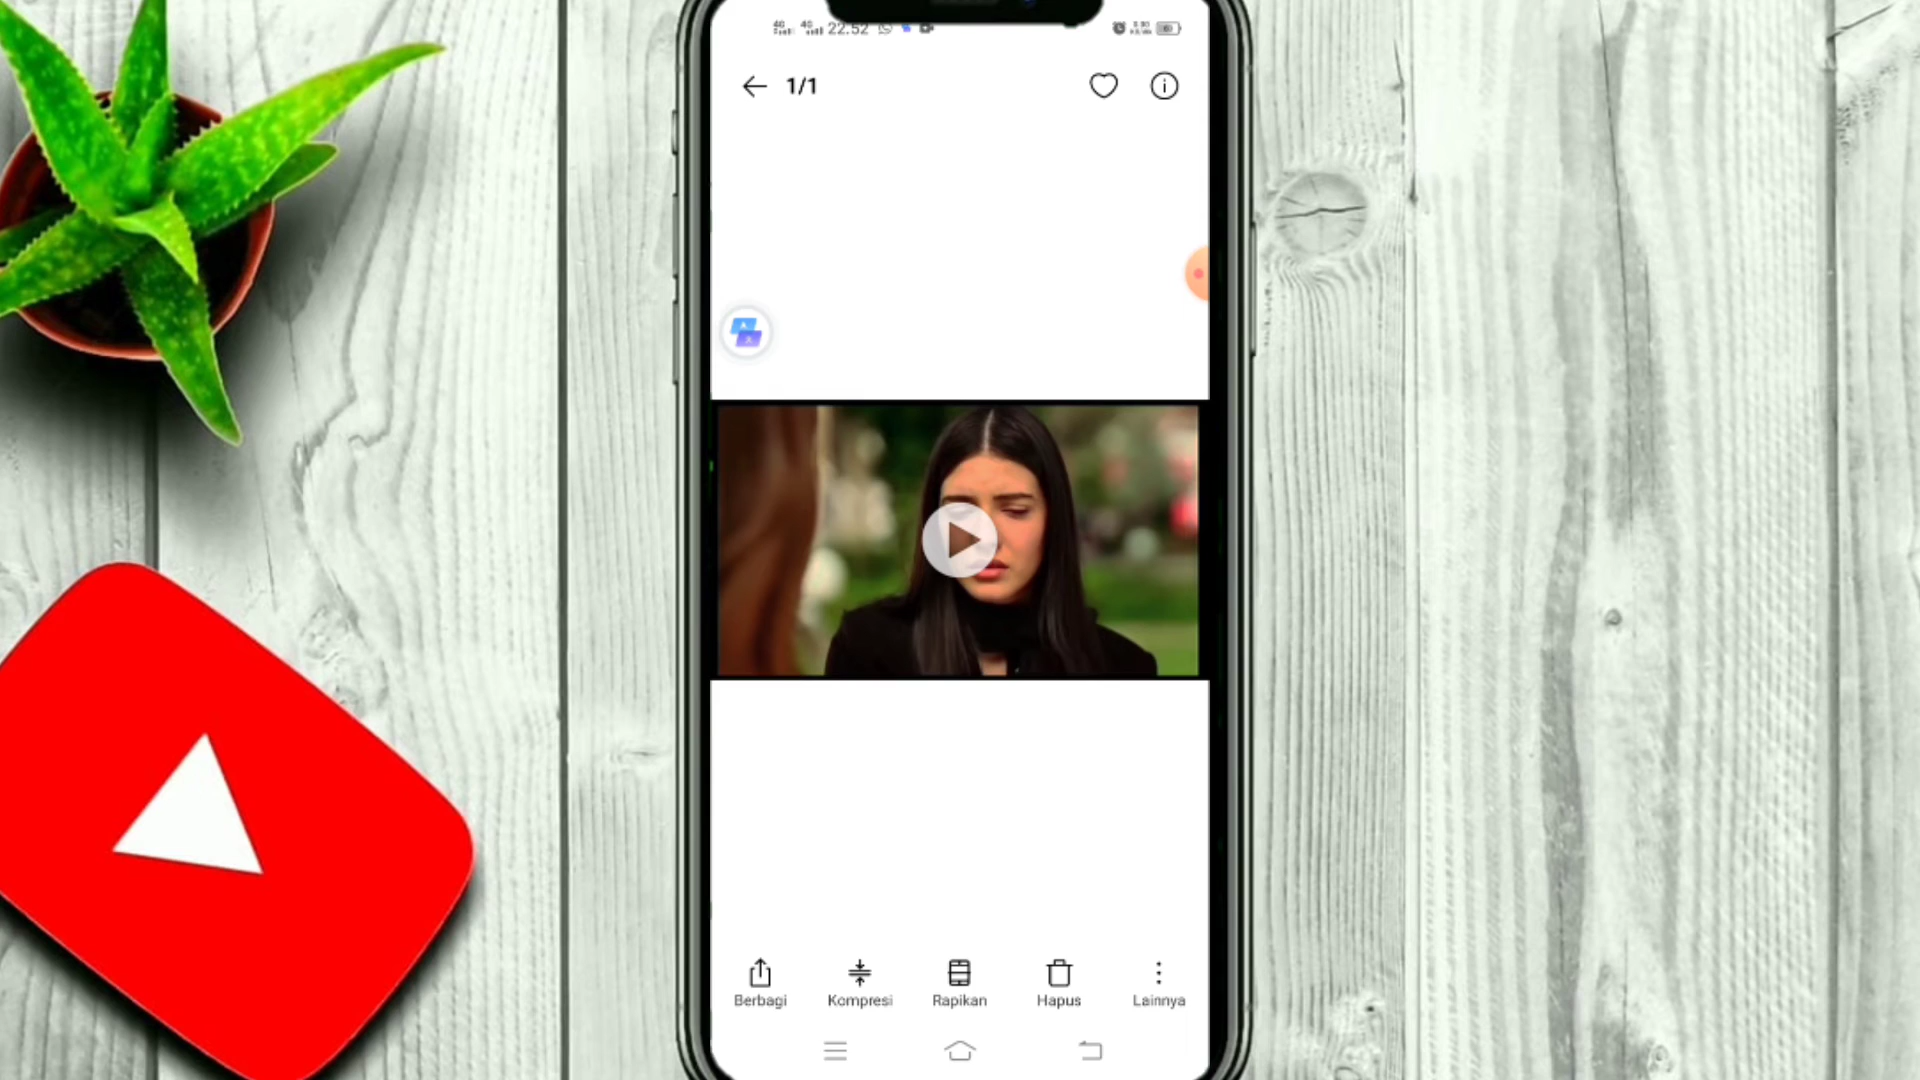 22:52
1/1
Berbagi
Kompresi
Rapikan
Hapus
Lainnya